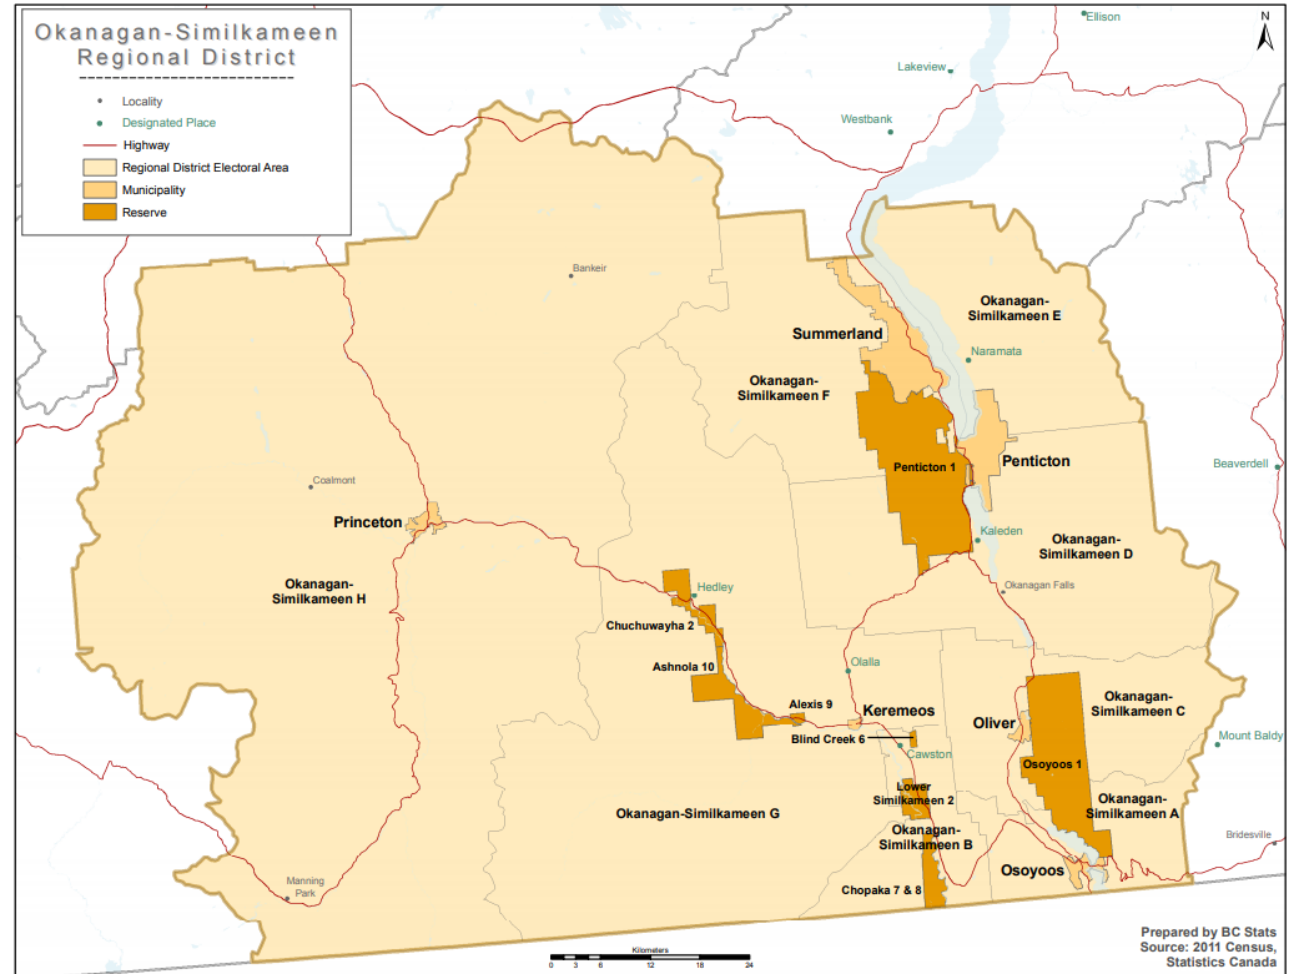 Okanagan-Similkameen
Regional District
--------------------------
Locality
Designated Place
Highway
Regional District Electoral Area
Municipality
Reserve
N
Ellison
Lakeview
Westbank
Bankeir
Okanagan-
Similkameen E
Summerland
Naramata
Okanagan-
Similkameen F
Penticton 1
Penticton
Beaverdell
Coalmont
Princeton
Kaleden
Okanagan-
Similkameen D
Okanagan-
Similkameen H
Hedley
Okanagan Falls
Chuchuwayha 2
Ashnola 10
Olalla
Alexis 9
Keremeos
Okanagan-
Similkameen C
Oliver
Blind Creek 6
Cawston
Mount Baldy
Osoyoos 1
Lower
Similkameen 2
Okanagan-
Similkameen A
Okanagan-Similkameen G
Okanagan-
Similkameen B
Bridesville
Osoyoos
Manning
Park
Chopaka 7 & 8
Kilometers
0 3 6 12 18 24
Prepared by BC Stats
Source: 2011 Census,
Statistics Canada